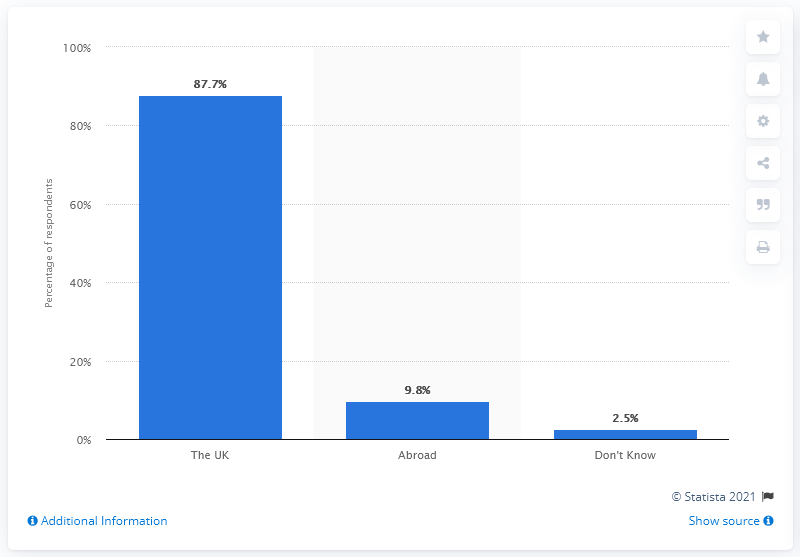 100%
87.7%
80%
Percentage of respondents
60%
40%
20%
9.8%
2.5%
0%
The UK
Abroad
Don't Know
© Statista 2021
Additional Information
Show source